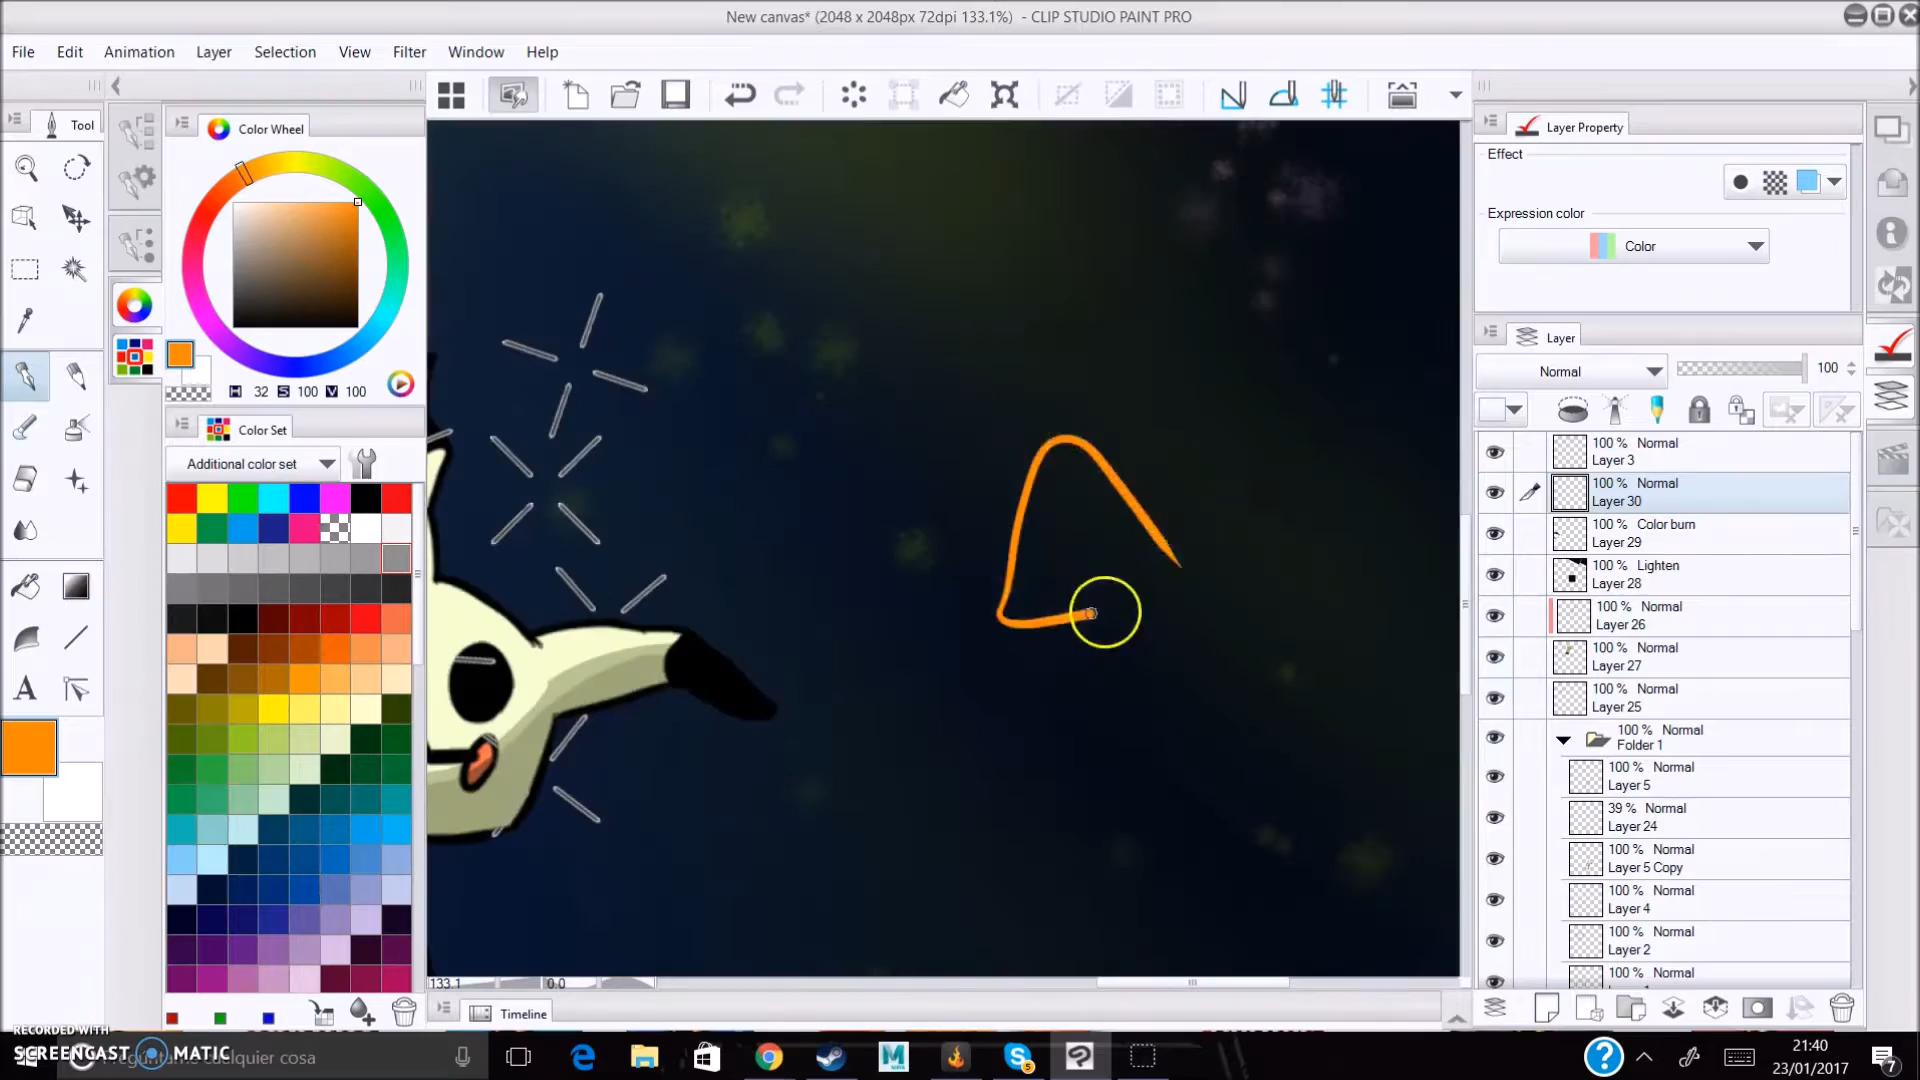 New canvas* (2048 x 2048px 72dpi 133.1%) - CLIP STUDIO PAINT PRO
File Edit Animation Layer Selection View Filter Window Help
Tool
Color Wheel
H 32 S 100 V 100
Color Set
Additional color set
133.1 0.0
Timeline
Layer Property
Effect
Expression color
Color
Layer
Normal 100
100 % Normal
Layer 3
100 % Normal
Layer 30
100 % Color burn
Layer 29
100 % Lighten
Layer 28
100 % Normal
Layer 26
100 % Normal
Layer 27
100 % Normal
Layer 25
100 % Normal
Folder 1
100 % Normal
Layer 5
39 % Normal
Layer 24
100 % Normal
Layer 5 Copy
100 % Normal
Layer 4
100 % Normal
Layer 2
100 % Normal
RECORDED WITH
SCREENCAST MATIC
cualquier cosa
21:40
23/01/2017